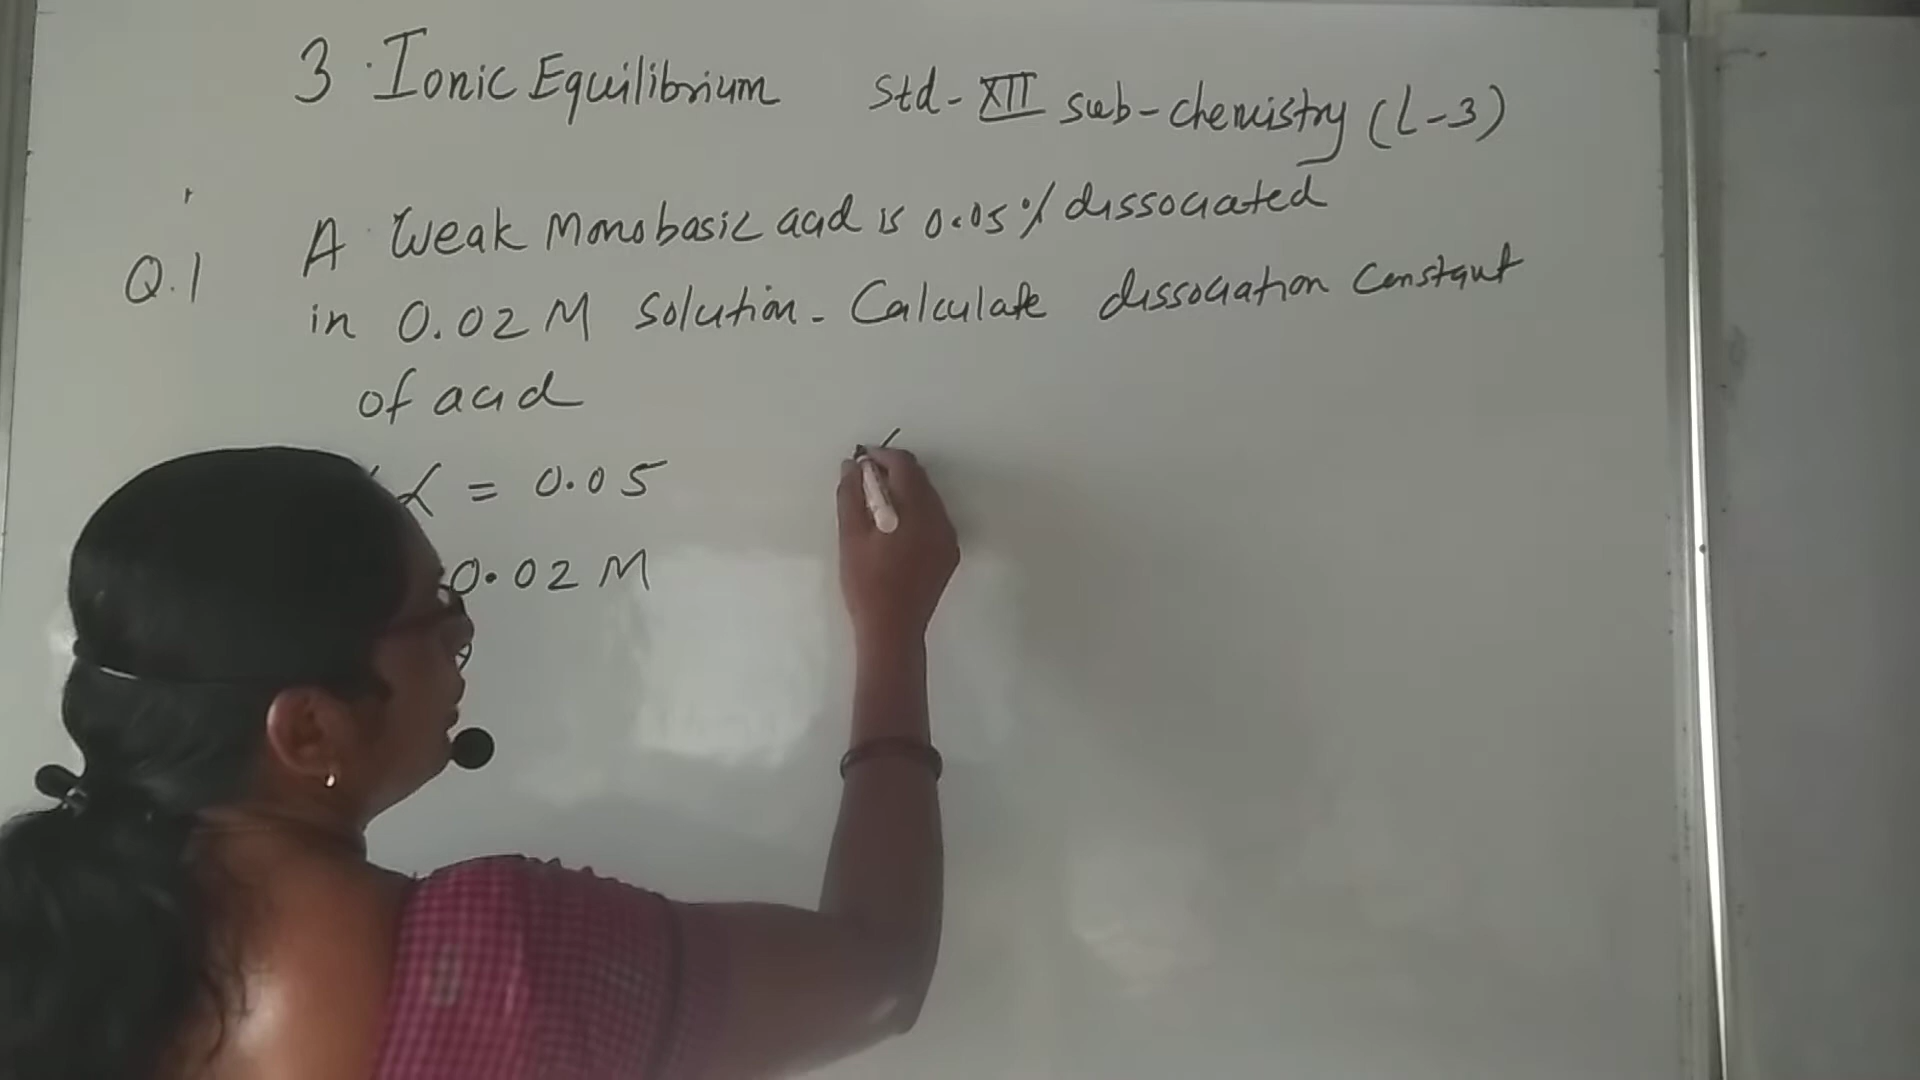 3. Ionic Equilibrium Std-XII sub-chemistry (L-3)
Q.1 A Weak Monobasic acid is 0.05% dissociated
in 0.02 M solution. Calculate dissociation constant
of acid
α = 0.05
0.02 M